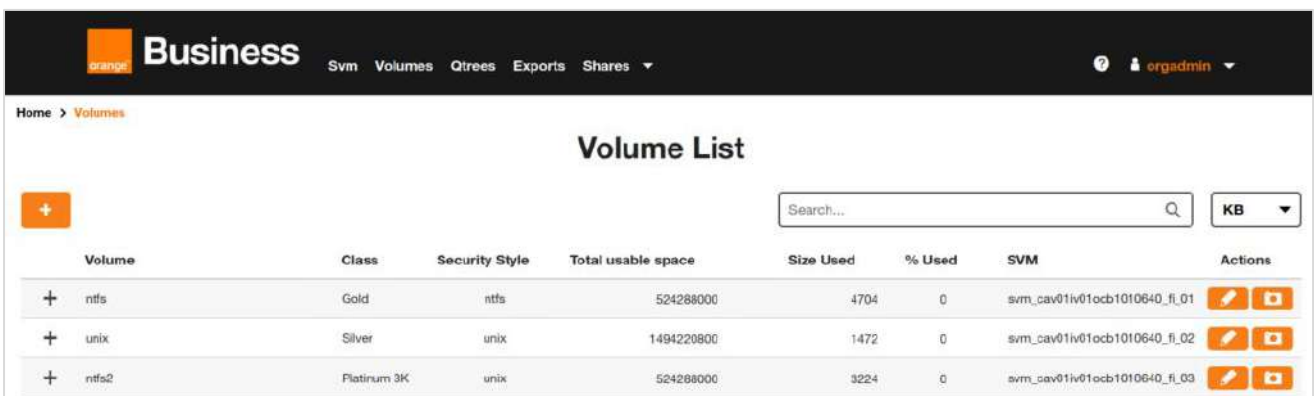 orange Business Svm Volumes Qtrees Exports Shares orgadmin
Home > Volumes
Volume List
+ Search... KB
Volume Class Security Style Total usable space Size Used % Used SVM Actions
+ ntfs Gold ntfs 524288000 4704 0 svm_cav01iv01ocb1010640_fi_01
+ unix Silver unix 1494220800 1472 0 svm_cav01iv01ocb1010640_fi_02
+ ntfs2 Platinum 3K unix 524288000 3224 0 svm_cav01iv01ocb1010640_fi_03